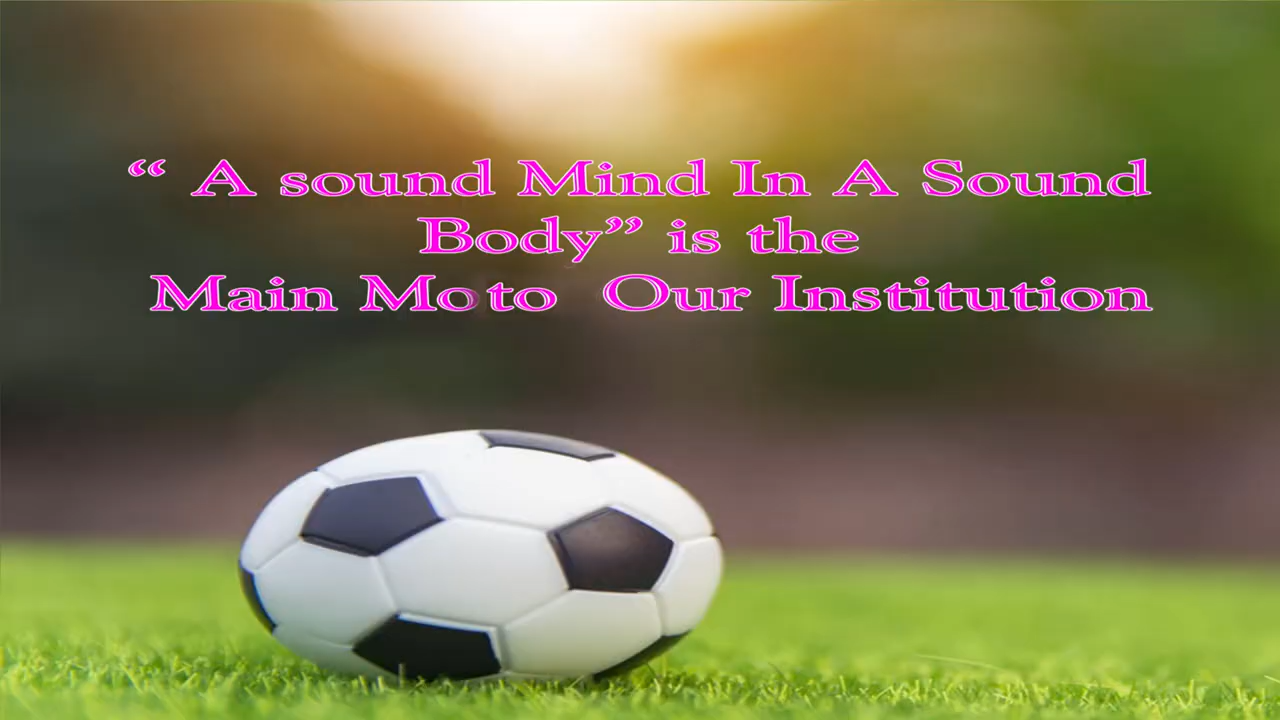 “ A sound Mind In A Sound
Body” is the
Main Moto Our Institution